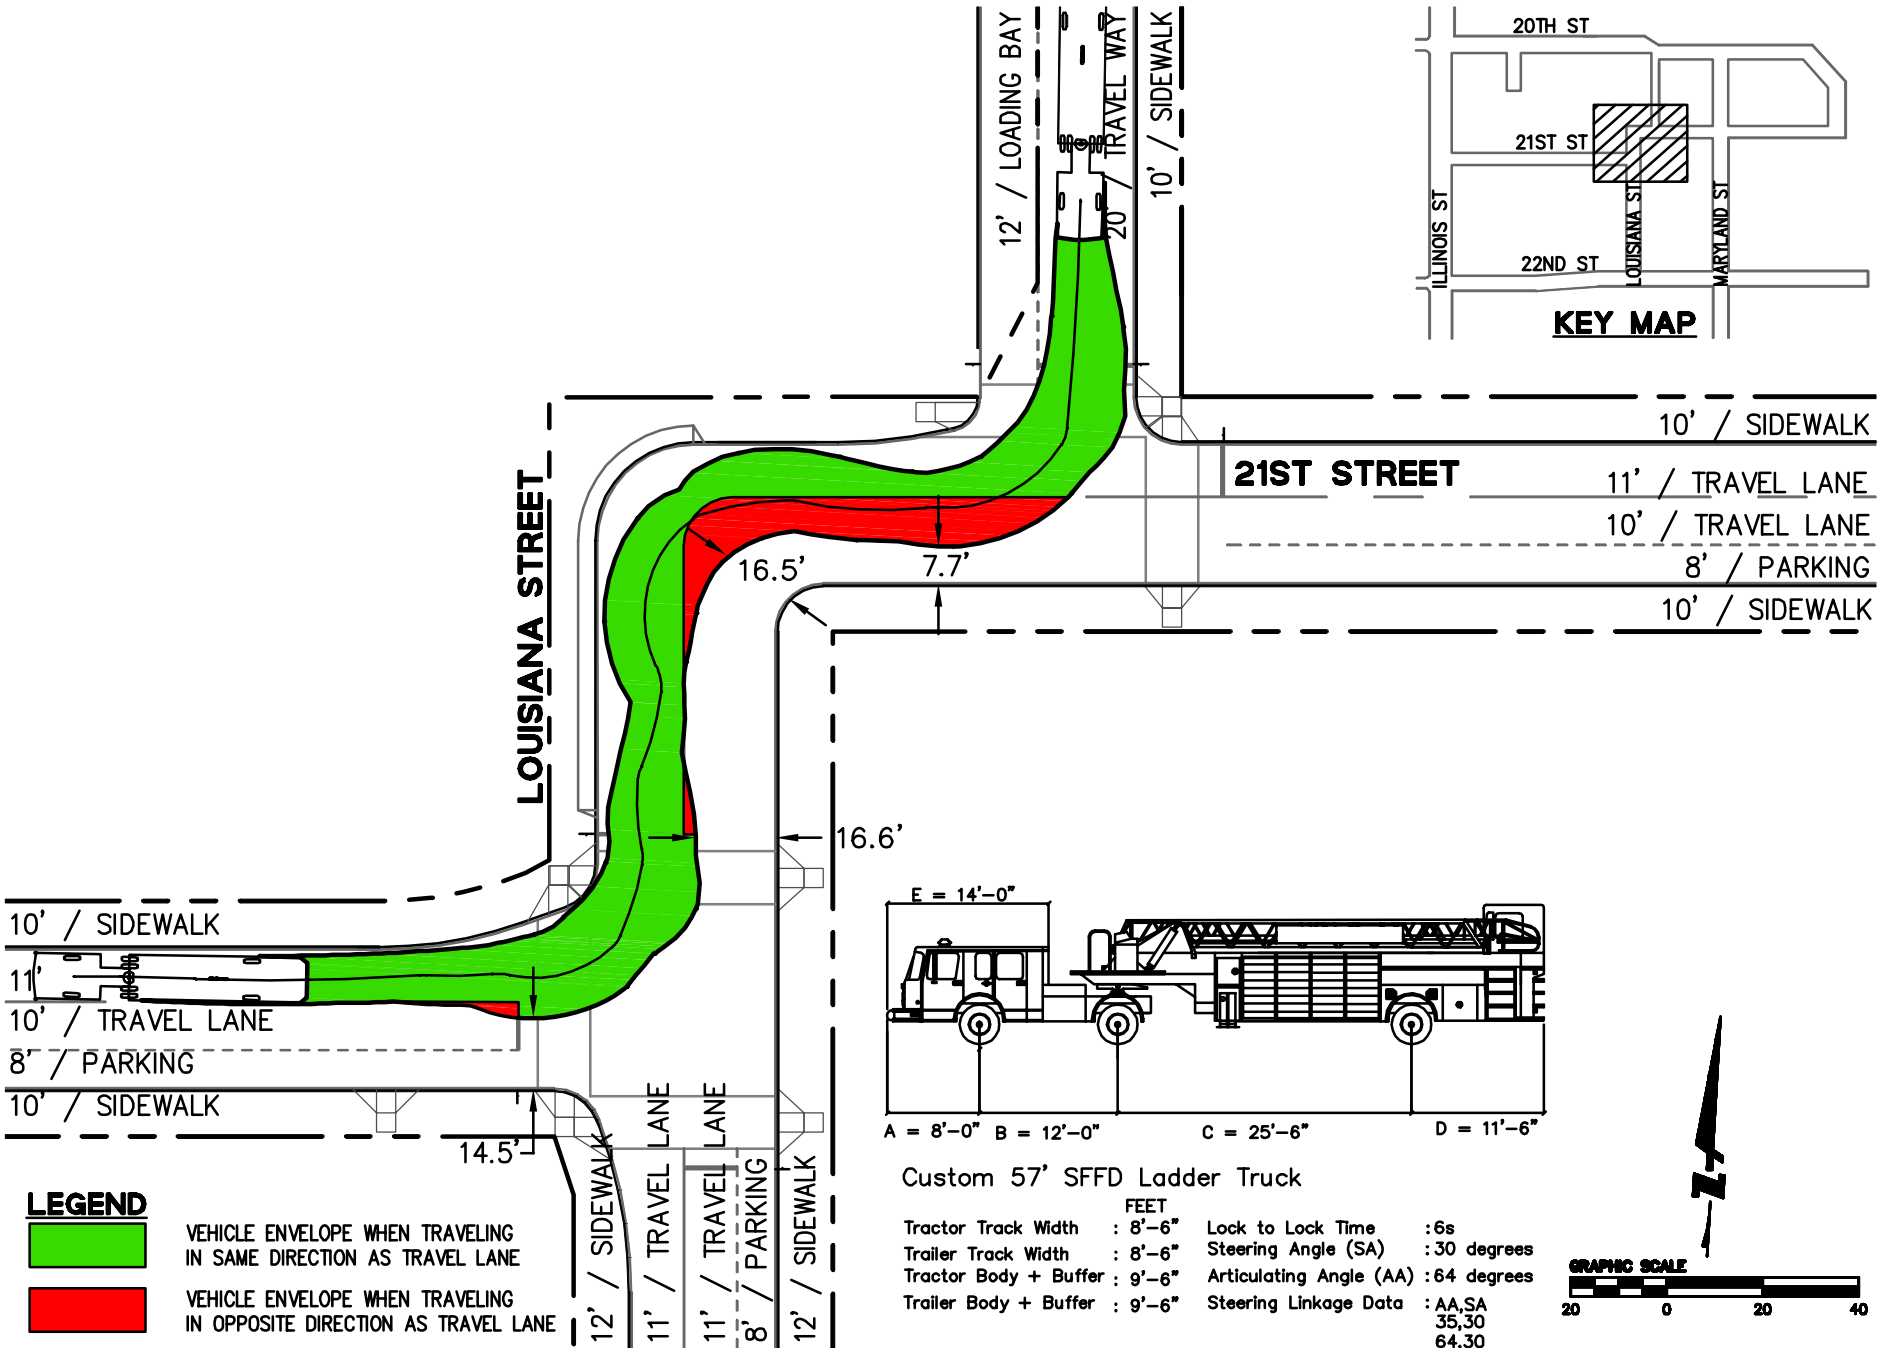 12' / LOADING BAY
20' / TRAVEL WAY
10' / SIDEWALK
20TH ST
21ST ST
22ND ST
ILLINOIS ST
LOUISIANA ST
MARYLAND ST
KEY MAP
10' / SIDEWALK
21ST STREET
11' / TRAVEL LANE
10' / TRAVEL LANE
8' / PARKING
10' / SIDEWALK
LOUISIANA STREET
16.5'
7.7'
16.6'
10' / SIDEWALK
11'
10' / TRAVEL LANE
8' / PARKING
10' / SIDEWALK
14.5'
12' / SIDEWALK
11' / TRAVEL LANE
11' / TRAVEL LANE
8' / PARKING
12' / SIDEWALK
E = 14'-0"
A = 8'-0" B = 12'-0" C = 25'-6" D = 11'-6"
Custom 57' SFFD Ladder Truck
FEET
Tractor Track Width : 8'-6" Lock to Lock Time : 6s
Trailer Track Width : 8'-6" Steering Angle (SA) : 30 degrees
Tractor Body + Buffer : 9'-6" Articulating Angle (AA) : 64 degrees
Trailer Body + Buffer : 9'-6" Steering Linkage Data : AA,SA
35,30
64,30
LEGEND
VEHICLE ENVELOPE WHEN TRAVELING
IN SAME DIRECTION AS TRAVEL LANE
VEHICLE ENVELOPE WHEN TRAVELING
IN OPPOSITE DIRECTION AS TRAVEL LANE
N
GRAPHIC SCALE
20 0 20 40